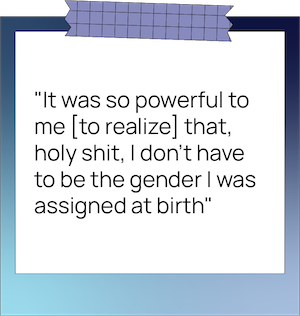 "It was so powerful to
me [to realize] that,
holy shit, I don't have
to be the gender I was
assigned at birth"